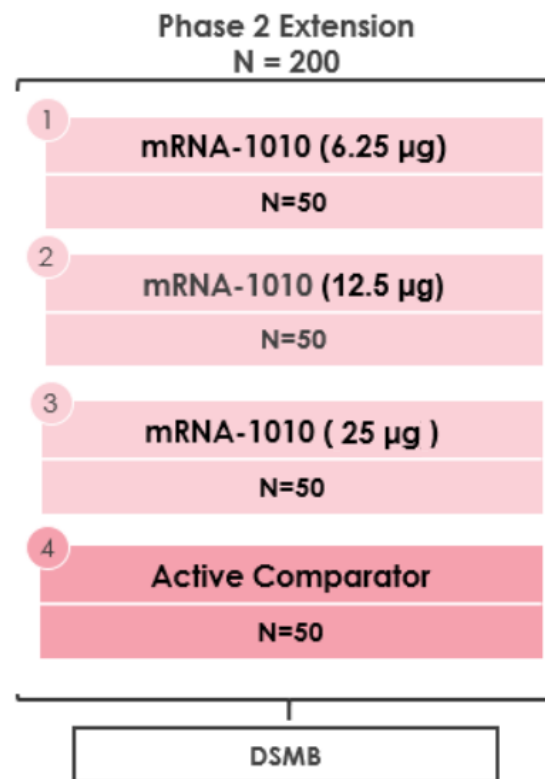 Phase 2 Extension
N = 200
1
mRNA-1010 (6.25 µg)
N=50
2
mRNA-1010 (12.5 µg)
N=50
3
mRNA-1010 ( 25 µg )
N=50
4
Active Comparator
N=50
DSMB